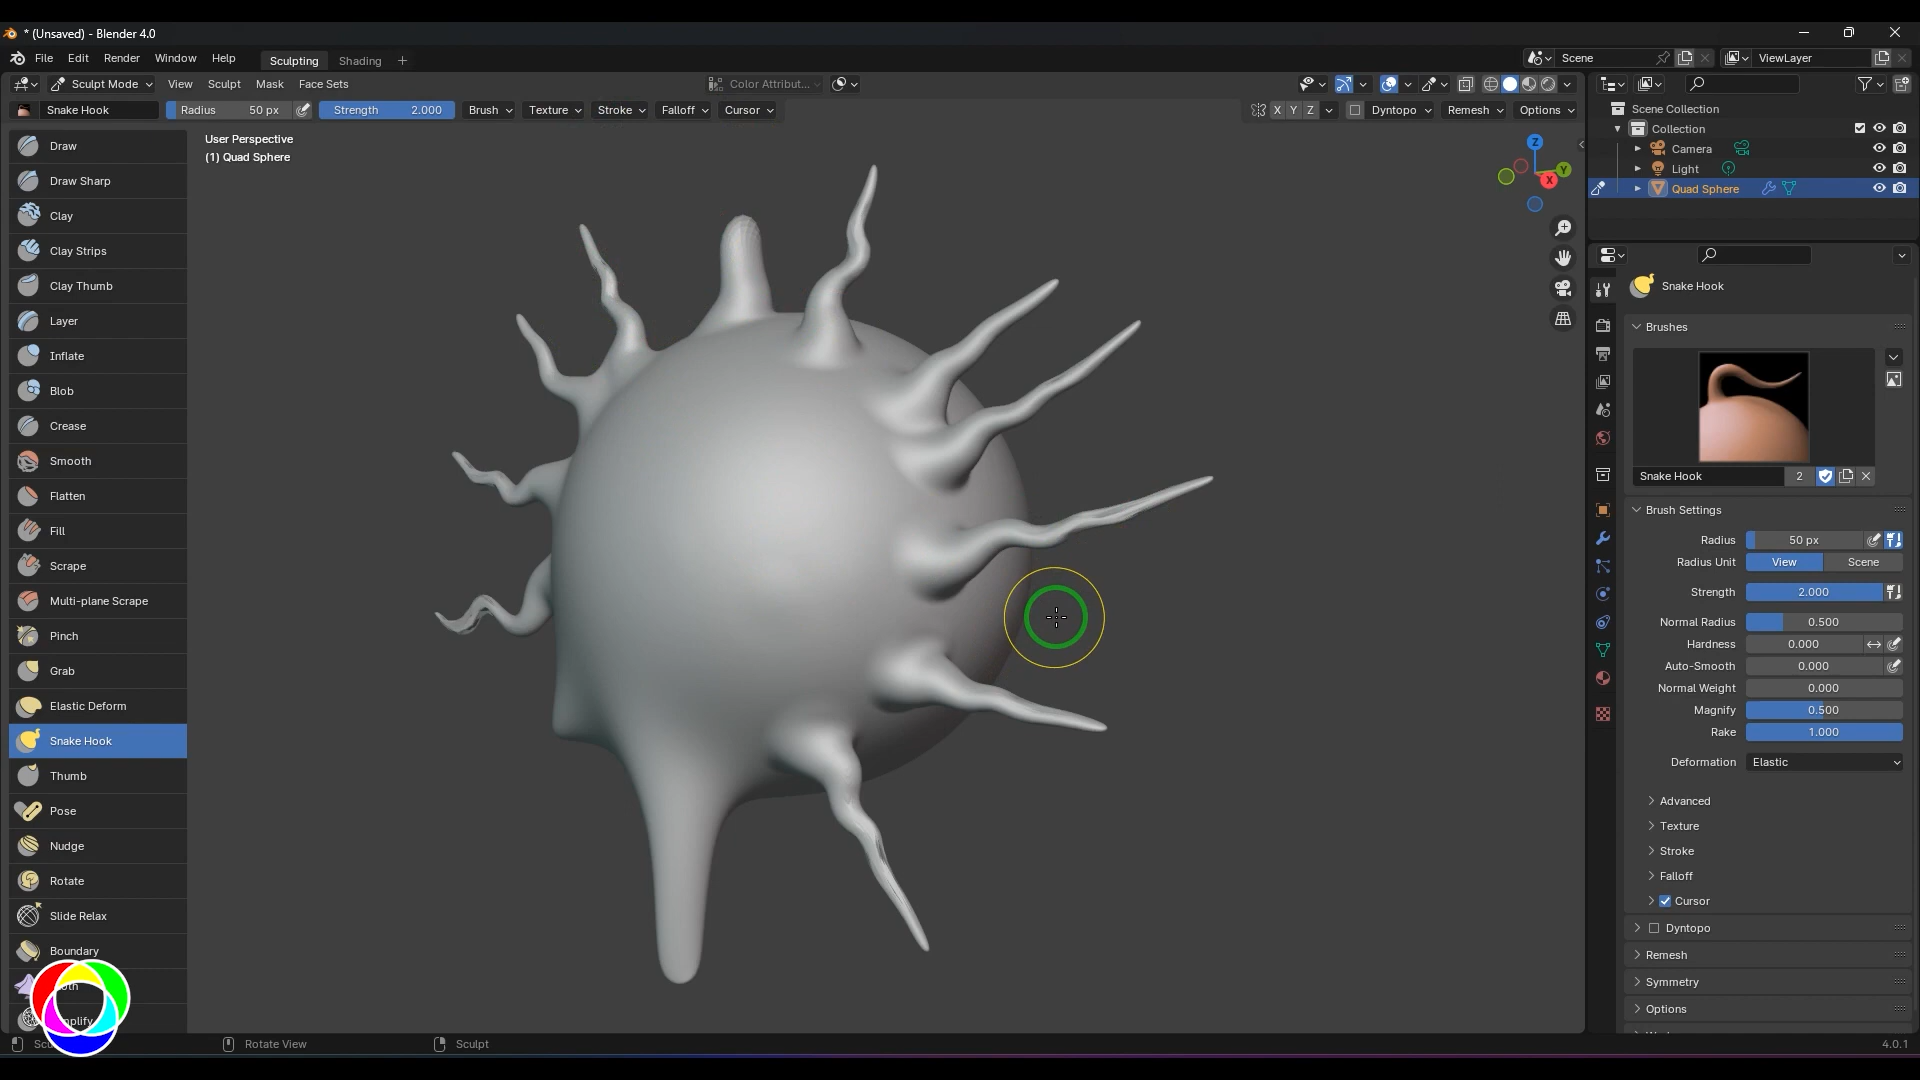 * (Unsaved) - Blender 4.0
File Edit Render Window Help Sculpting Shading + Scene ViewLayer
Sculpt Mode View Sculpt Mask Face Sets Color Attribut...
Snake Hook Radius 50 px Strength 2.000 Brush Texture Stroke Falloff Cursor X Y Z Dyntopo Remesh Options
User Perspective
(1) Quad Sphere
Draw
Draw Sharp
Clay
Clay Strips
Clay Thumb
Layer
Inflate
Blob
Crease
Smooth
Flatten
Fill
Scrape
Multi-plane Scrape
Pinch
Grab
Elastic Deform
Snake Hook
Thumb
Pose
Nudge
Rotate
Slide Relax
Boundary
Z
Y
X
Scene Collection
Collection
Camera
Light
Quad Sphere
Snake Hook
Brushes
Snake Hook 2
Brush Settings
Radius 50 px
Radius Unit View Scene
Strength 2.000
Normal Radius 0.500
Hardness 0.000
Auto-Smooth 0.000
Normal Weight 0.000
Magnify 0.500
Rake 1.000
Deformation Elastic
Advanced
Texture
Stroke
Falloff
Cursor
Dyntopo
Remesh
Symmetry
Options
Rotate View Sculpt 4.0.1